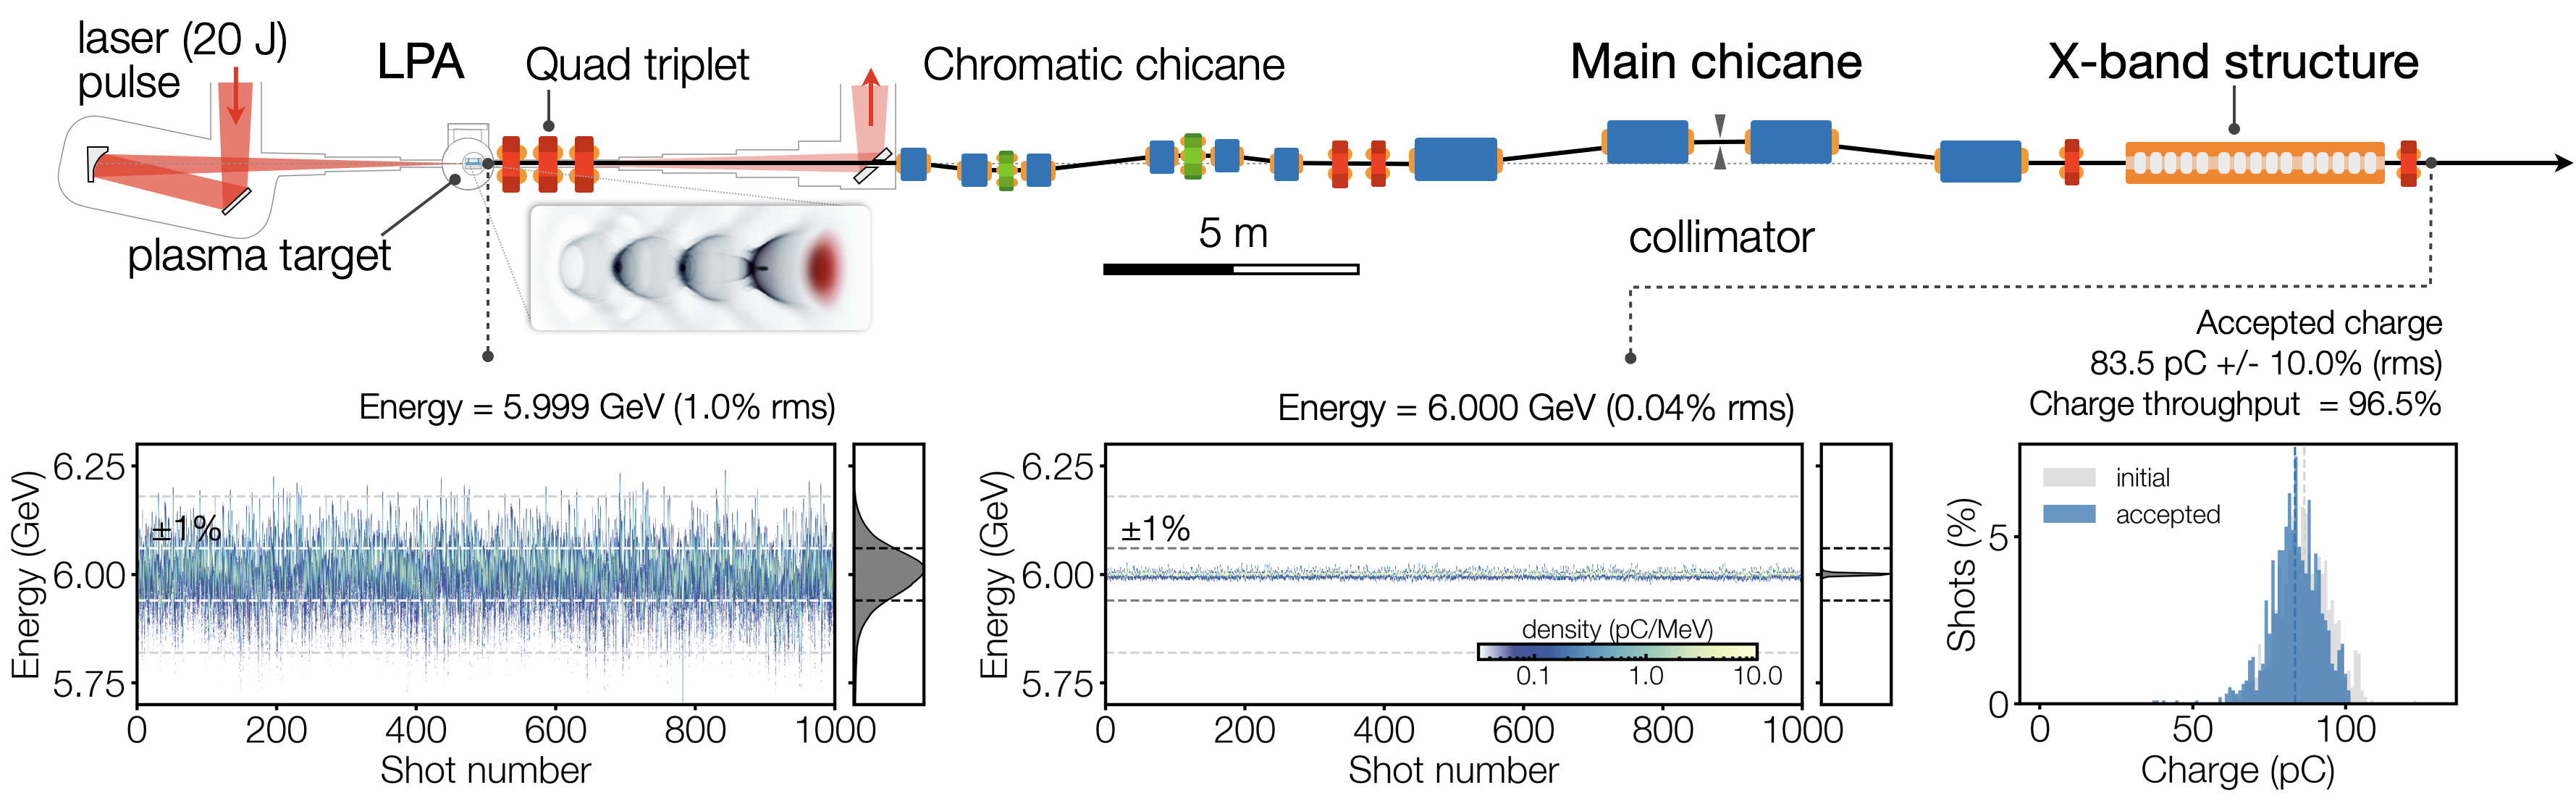 laser (20 J)
pulse
LPA
Quad triplet
Chromatic chicane
Main chicane
X-band structure
plasma target
5 m
collimator
Accepted charge
83.5 pC +/- 10.0% (rms)
Charge throughput = 96.5%
Energy = 5.999 GeV (1.0% rms)
Energy (GeV)
6.25
6.00
5.75
±1%
0 200 400 600 800 1000
Shot number
Energy = 6.000 GeV (0.04% rms)
Energy (GeV)
6.25
6.00
5.75
±1%
density (pC/MeV)
0.1 1.0 10.0
0 200 400 600 800 1000
Shot number
Shots (%)
5
0
initial
accepted
0 50 100
Charge (pC)